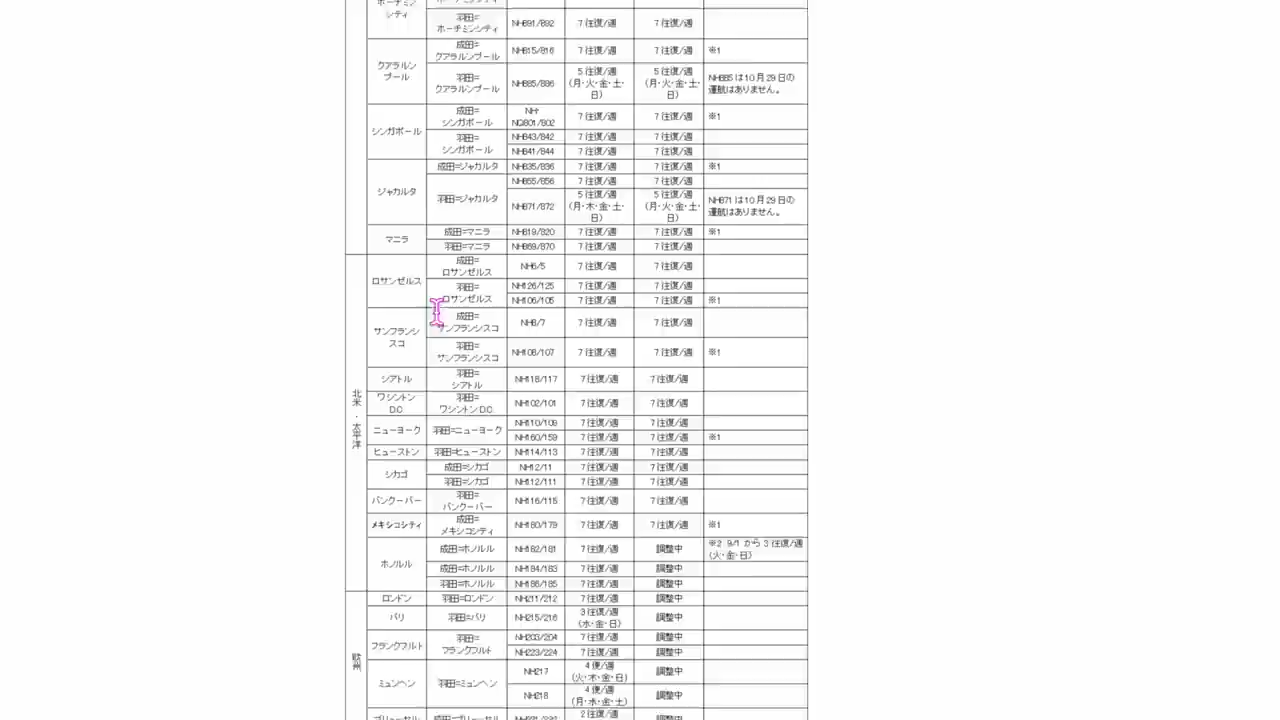 ホーチミン
シティ
羽田=
ホーチミンシティ
NH891/892
7往復/週
7往復/週
クアラルン
プール
成田=
クアラルンプール
NH815/816
7往復/週
7往復/週
※1
羽田=
クアラルンプール
NH885/886
5往復/週
(月・火・金・土・
日)
5往復/週
(月・火・金・土・
日)
NH885は10月29日の
運航はありません。
シンガポール
成田=
シンガポール
NH・
NQ801/802
7往復/週
7往復/週
※1
羽田=
シンガポール
NH843/842
7往復/週
7往復/週
NH841/844
7往復/週
7往復/週
ジャカルタ
成田=ジャカルタ
NH835/836
7往復/週
7往復/週
※1
羽田=ジャカルタ
NH855/856
7往復/週
7往復/週
NH871/872
5往復/週
(月・木・金・土・
日)
5往復/週
(月・火・金・土・
日)
NH871は10月29日の
運航はありません。
マニラ
成田=マニラ
NH819/820
7往復/週
7往復/週
※1
羽田=マニラ
NH869/870
7往復/週
7往復/週
北米・太平洋
ロサンゼルス
成田=
ロサンゼルス
NH6/5
7往復/週
7往復/週
羽田=
ロサンゼルス
NH126/125
7往復/週
7往復/週
NH106/105
7往復/週
7往復/週
※1
サンフランシ
スコ
成田=
サンフランシスコ
NH8/7
7往復/週
7往復/週
羽田=
サンフランシスコ
NH108/107
7往復/週
7往復/週
※1
シアトル
羽田=
シアトル
NH118/117
7往復/週
7往復/週
ワシントン
D.C.
羽田=
ワシントンD.C.
NH102/101
7往復/週
7往復/週
ニューヨーク
羽田=ニューヨーク
NH110/109
7往復/週
7往復/週
NH160/159
7往復/週
7往復/週
※1
ヒューストン
羽田=ヒューストン
NH114/113
7往復/週
7往復/週
シカゴ
成田=シカゴ
NH12/11
7往復/週
7往復/週
羽田=シカゴ
NH112/111
7往復/週
7往復/週
バンクーバー
羽田=
バンクーバー
NH116/115
7往復/週
7往復/週
メキシコシティ
成田=
メキシコシティ
NH180/179
7往復/週
7往復/週
※1
ホノルル
成田=ホノルル
NH182/181
7往復/週
調整中
※2 9/1から3往復/週
(火・金・日)
成田=ホノルル
NH184/183
7往復/週
調整中
羽田=ホノルル
NH186/185
7往復/週
調整中
欧州
ロンドン
羽田=ロンドン
NH211/212
7往復/週
調整中
パリ
羽田=パリ
NH215/216
3往復/週
(水・金・日)
調整中
フランクフルト
羽田=
フランクフルト
NH203/204
7往復/週
調整中
NH223/224
7往復/週
調整中
ミュンヘン
羽田=ミュンヘン
NH217
4便/週
(火・木・金・日)
調整中
NH218
4便/週
(月・水・金・土)
調整中
ブリュッセル
成田=ブリュッセル
NH231/232
2往復/週
調整中